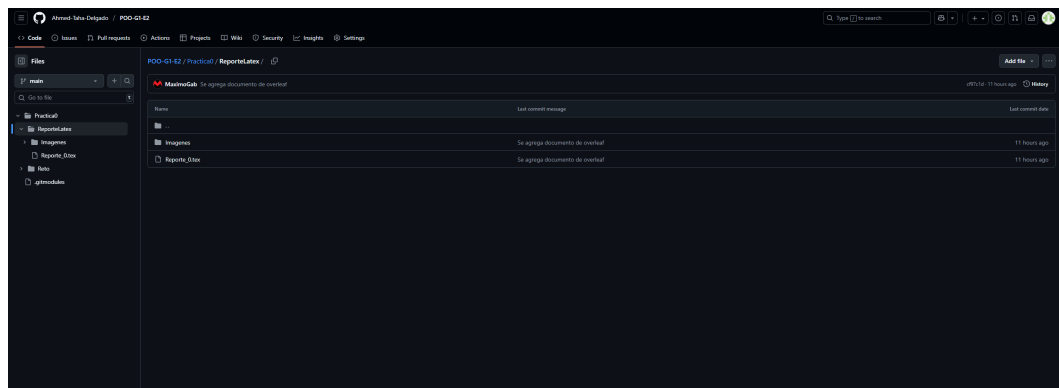 Ahmed-Taha-Delgado / POO-G1-E2
Type / to search
Code Issues Pull requests Actions Projects Wiki Security Insights Settings
Files
main
Go to file
t
Practica0
ReporteLatex
Imagenes
Reporte_0.tex
Reto
.gitmodules
POO-G1-E2 / Practica0 / ReporteLatex /
Add file
MaximoGab Se agrega documento de overleaf
cf97c1d · 11 hours ago History
Name Last commit message Last commit date
..
Imagenes Se agrega documento de overleaf 11 hours ago
Reporte_0.tex Se agrega documento de overleaf 11 hours ago